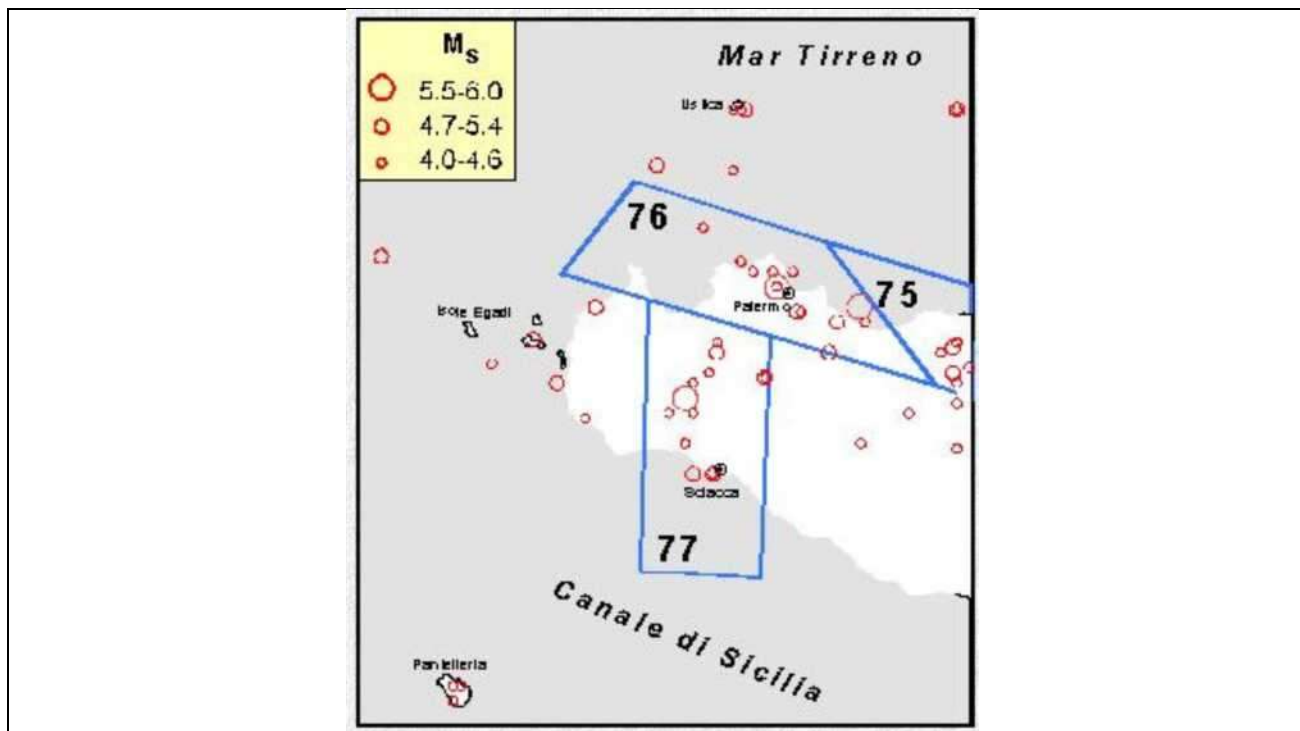 Ms
5.5-6.0
4.7-5.4
4.0-4.6
Mar Tirreno
Ustica
76
75
Palermo
Isole Egadi
Sciacca
77
Canale di Sicilia
Pantelleria